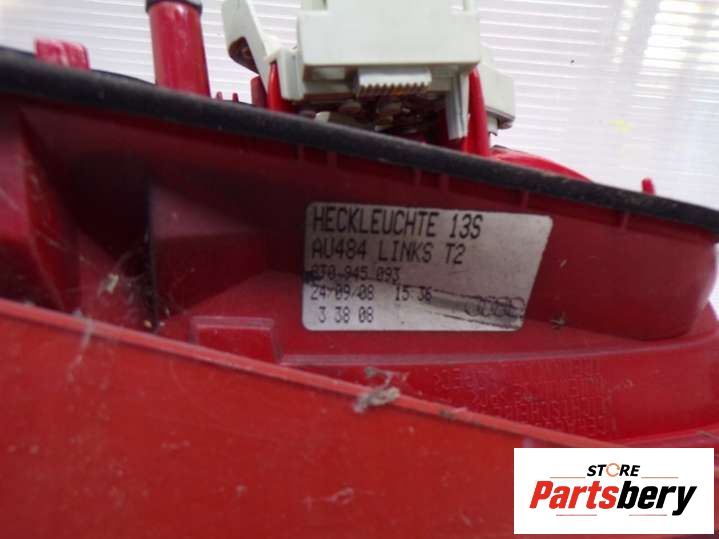 HECKLEUCHTE 13S
AU484 LINKS T2
8T0 945 093
24/09/08 15:36
3 38 08
STORE
Partsbery